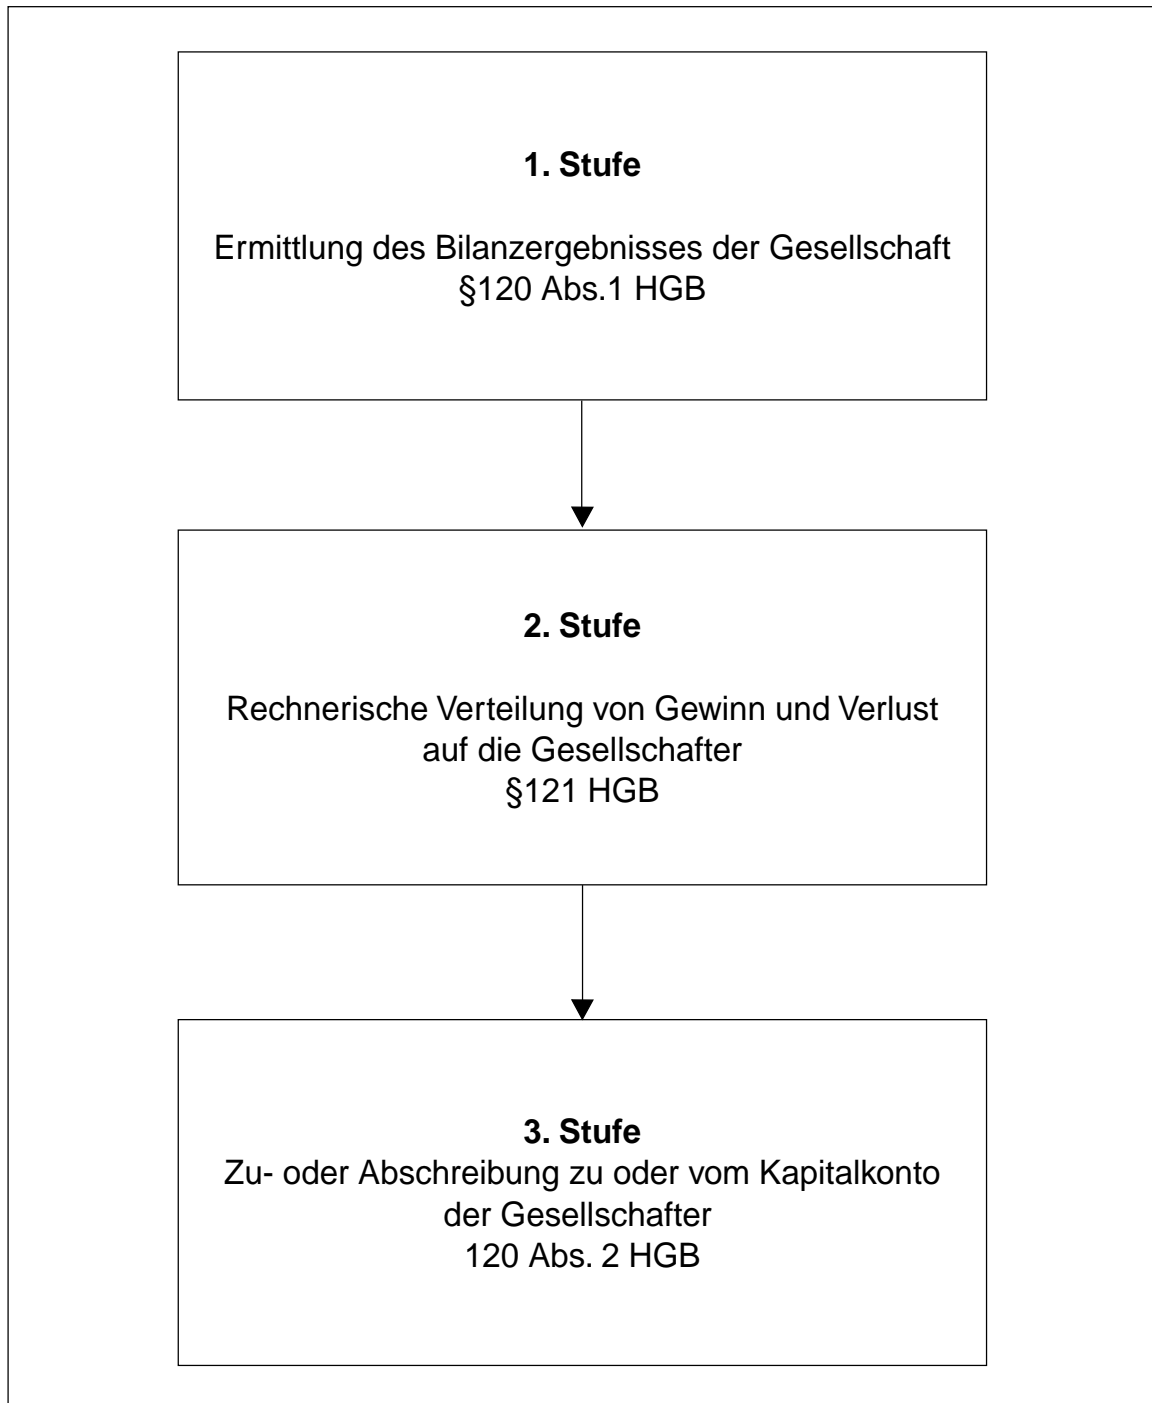 1. Stufe
Ermittlung des Bilanzergebnisses der Gesellschaft
§120 Abs.1 HGB
2. Stufe
Rechnerische Verteilung von Gewinn und Verlust
auf die Gesellschafter
§121 HGB
3. Stufe
Zu- oder Abschreibung zu oder vom Kapitalkonto
der Gesellschafter
120 Abs. 2 HGB